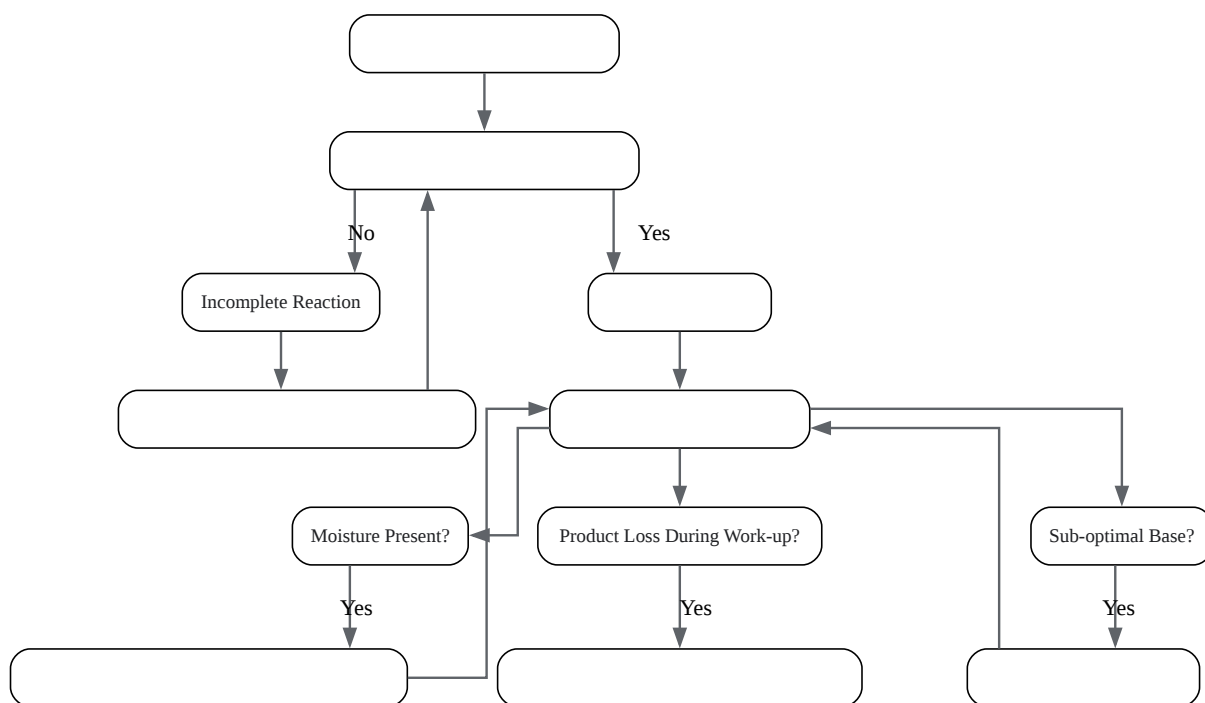 No
Yes
Incomplete Reaction
Moisture Present?
Product Loss During Work-up?
Sub-optimal Base?
Yes
Yes
Yes